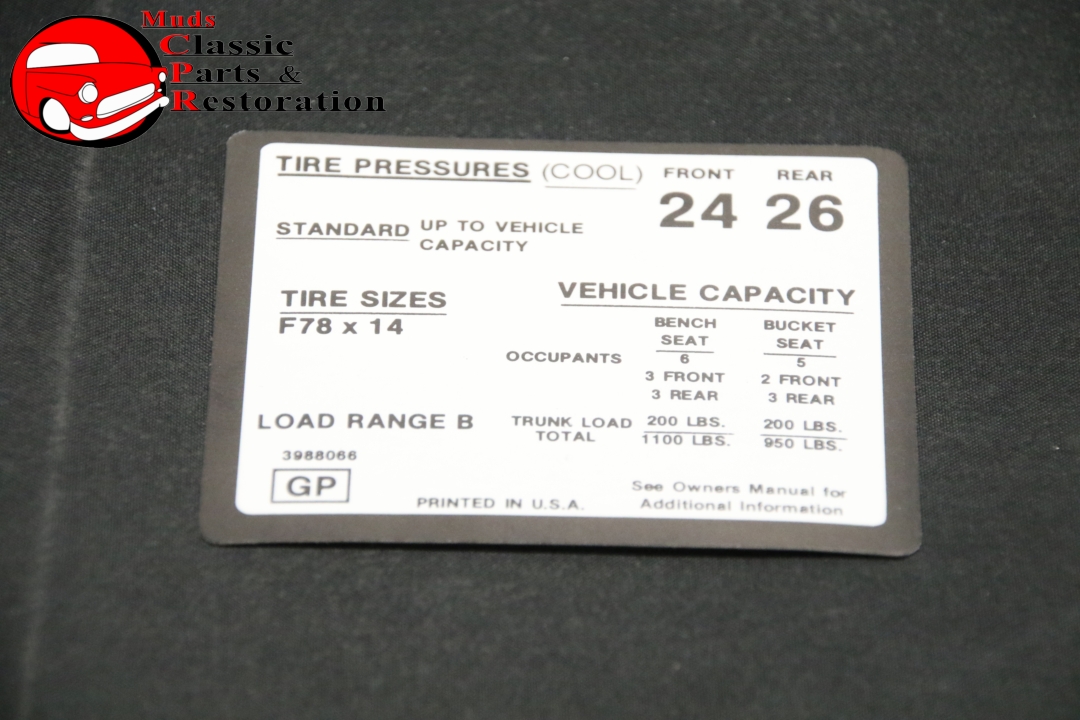 Muds
Classic
Parts &
Restoration
TIRE PRESSURES (COOL) FRONT REAR
24 26
STANDARD UP TO VEHICLE
CAPACITY
TIRE SIZES
F78 x 14
VEHICLE CAPACITY
BENCH BUCKET
SEAT SEAT
OCCUPANTS 6 5
3 FRONT 2 FRONT
3 REAR 3 REAR
LOAD RANGE B
TRUNK LOAD 200 LBS. 200 LBS.
TOTAL 1100 LBS. 950 LBS.
3988066
GP
PRINTED IN U.S.A.
See Owners Manual for
Additional Information